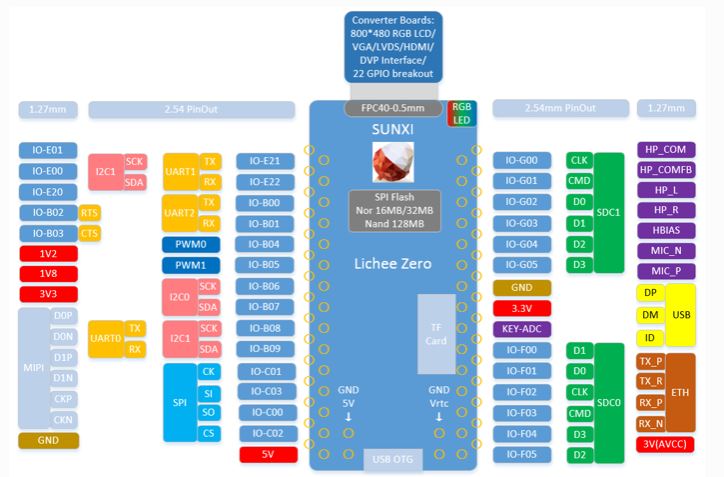 Converter Boards:
800*480 RGB LCD/
VGA/LVDS/HDMI/
DVP Interface/
22 GPIO breakout
1.27mm
2.54 PinOut
FPC40-0.5mm
RGB
LED
2.54mm PinOut
1.27mm
SUNXI
SPI Flash
Nor 16MB/32MB
Nand 128MB
Lichee Zero
TF
Card
GND
5V
GND
Vrtc
USB OTG
IO-E01
IO-E00
IO-E20
IO-B02 RTS
IO-B03 CTS
1V2
1V8
3V3
MIPI
D0P
D0N
D1P
D1N
CKP
CKN
GND
I2C1
SCK
SDA
UART0
TX
RX
UART1
TX
RX
UART2
TX
RX
PWM0
PWM1
I2C0
SCK
SDA
I2C1
SCK
SDA
SPI
CK
SI
SO
CS
IO-E21
IO-E22
IO-B00
IO-B01
IO-B04
IO-B05
IO-B06
IO-B07
IO-B08
IO-B09
IO-C01
IO-C03
IO-C00
IO-C02
5V
IO-G00
IO-G01
IO-G02
IO-G03
IO-G04
IO-G05
GND
3.3V
KEY-ADC
IO-F00
IO-F01
IO-F02
IO-F03
IO-F04
IO-F05
CLK
CMD
D0
D1
D2
D3
SDC1
D1
D0
CLK
CMD
D3
D2
SDC0
HP_COM
HP_COMFB
HP_L
HP_R
HBIAS
MIC_N
MIC_P
DP
DM
ID
USB
TX_P
TX_R
RX_P
RX_N
ETH
3V(AVCC)